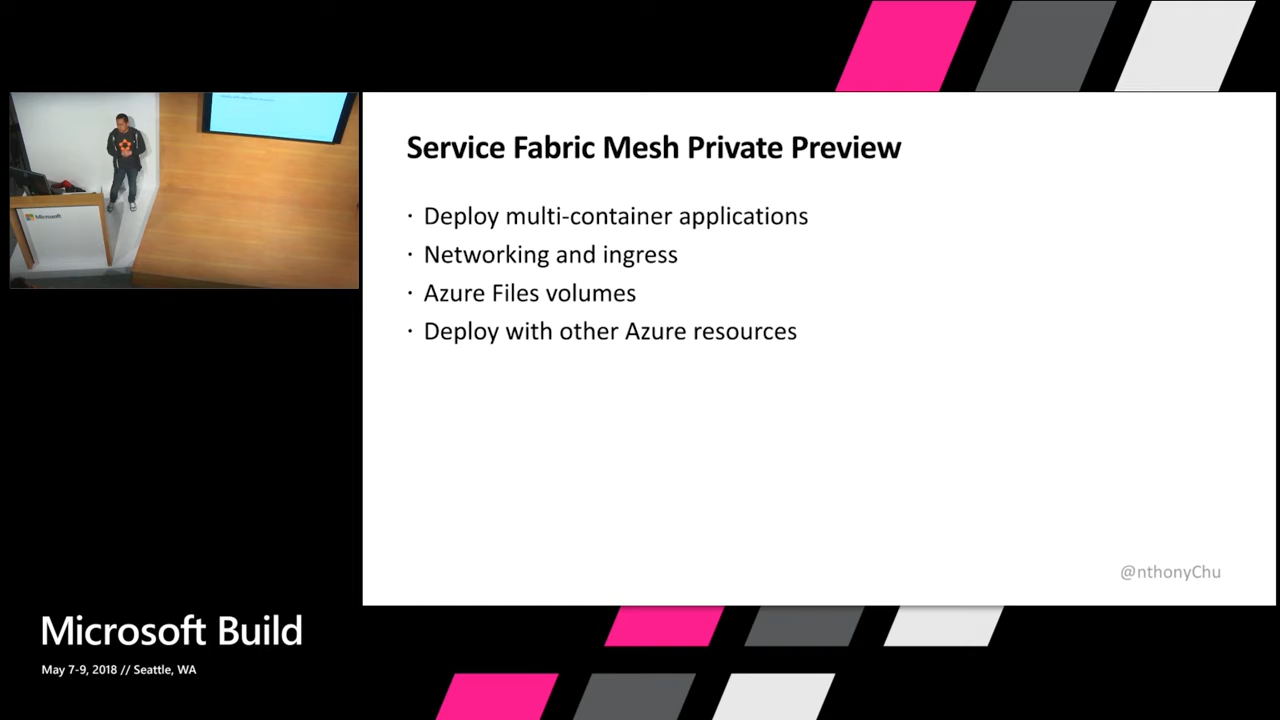 Service Fabric Mesh Private Preview
· Deploy multi-container applications
· Networking and ingress
· Azure Files volumes
· Deploy with other Azure resources
@nthonyChu
Microsoft
Microsoft Build
May 7-9, 2018 // Seattle, WA